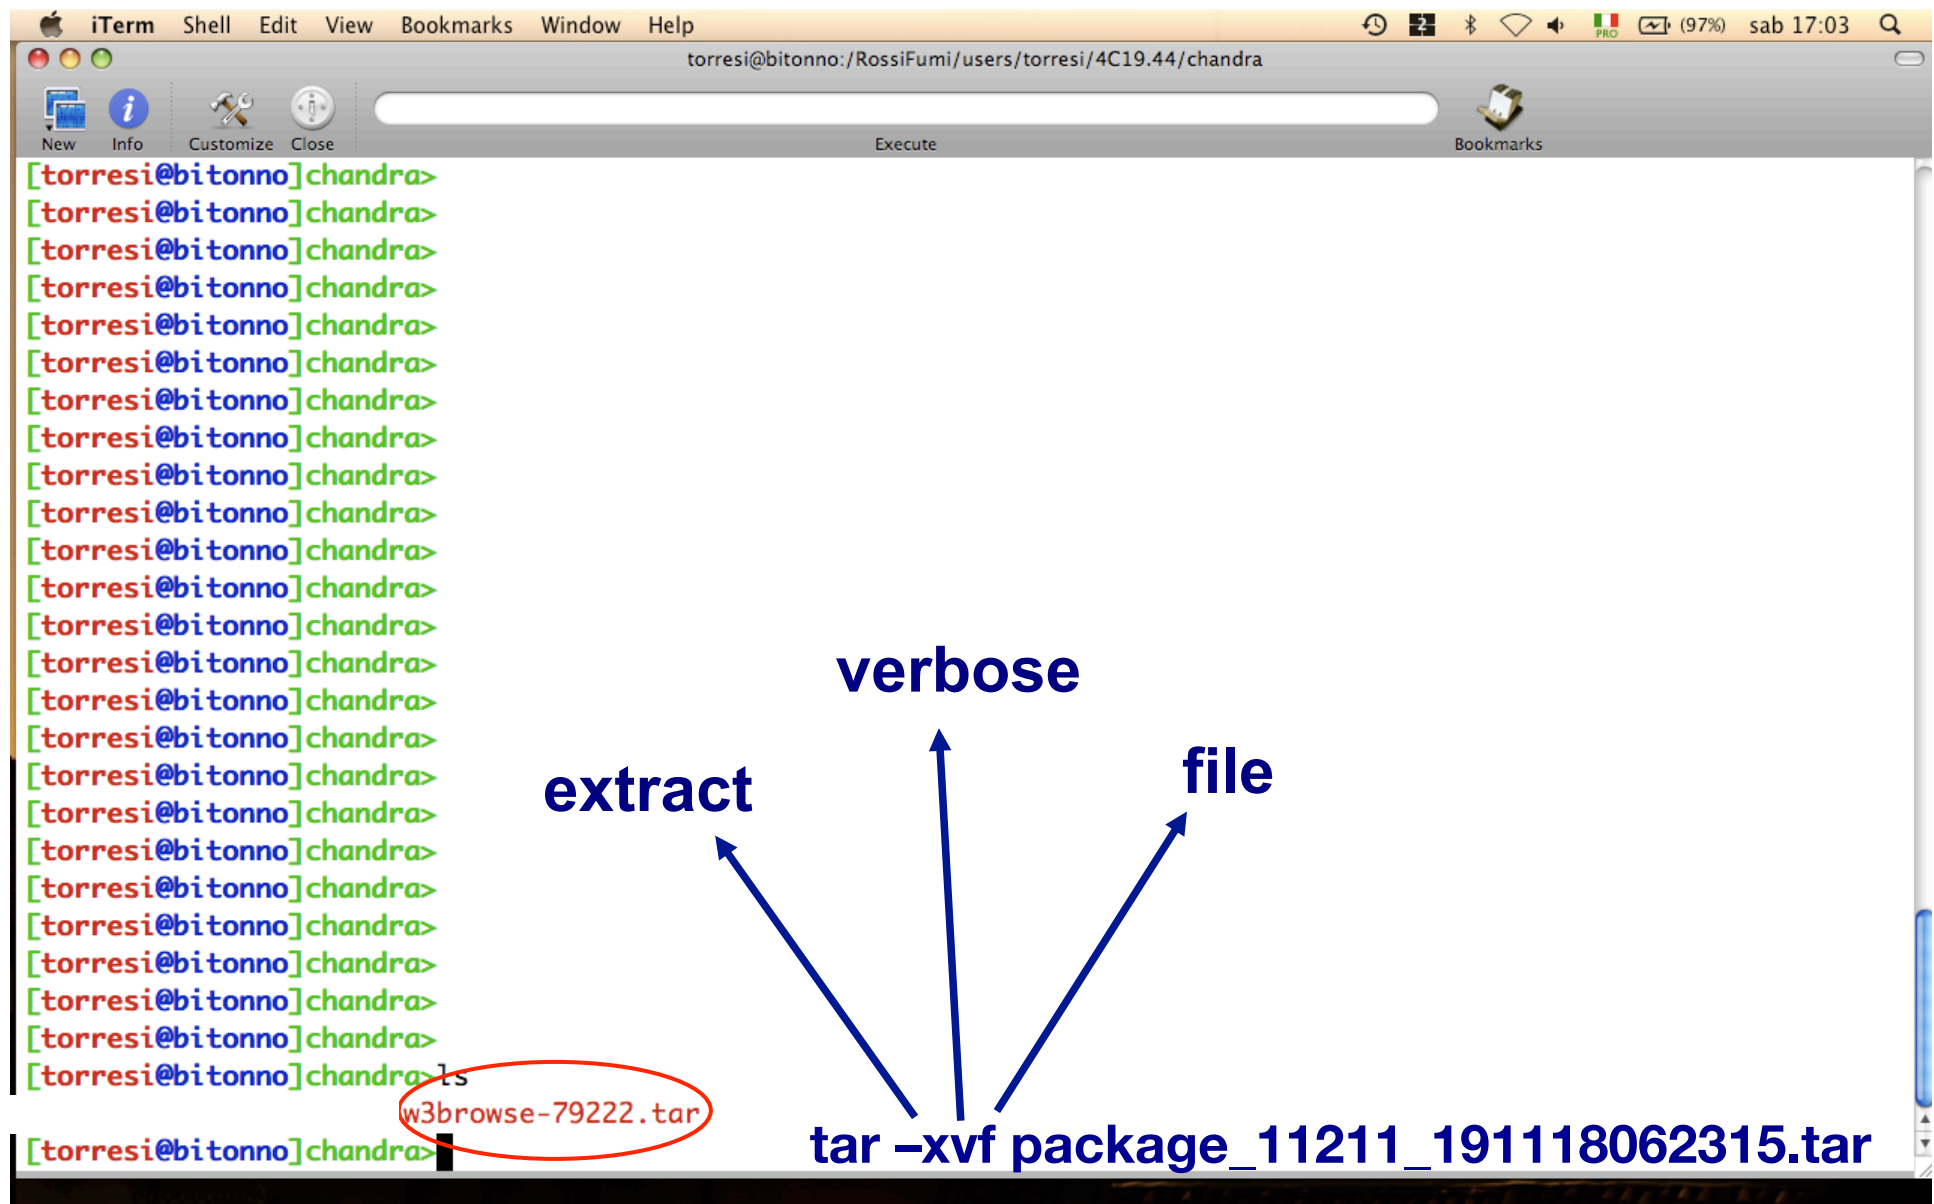 iTerm Shell Edit View Bookmarks Window Help 2 PRO (97%) sab 17:03
torresi@bitonno:/RossiFumi/users/torresi/4C19.44/chandra
New Info Customize Close Execute Bookmarks
[torresi@bitonno]chandra>
[torresi@bitonno]chandra>
[torresi@bitonno]chandra>
[torresi@bitonno]chandra>
[torresi@bitonno]chandra>
[torresi@bitonno]chandra>
[torresi@bitonno]chandra>
[torresi@bitonno]chandra>
[torresi@bitonno]chandra>
[torresi@bitonno]chandra>
[torresi@bitonno]chandra>
[torresi@bitonno]chandra>
[torresi@bitonno]chandra>
[torresi@bitonno]chandra>
verbose
[torresi@bitonno]chandra>
[torresi@bitonno]chandra>
[torresi@bitonno]chandra>
file
extract
[torresi@bitonno]chandra>
[torresi@bitonno]chandra>
[torresi@bitonno]chandra>
[torresi@bitonno]chandra>
[torresi@bitonno]chandra>
[torresi@bitonno]chandra>
[torresi@bitonno]chandra>
[torresi@bitonno]chandra>ls
w3browse-79222.tar
[torresi@bitonno]chandra>
tar –xvf package_11211_191118062315.tar